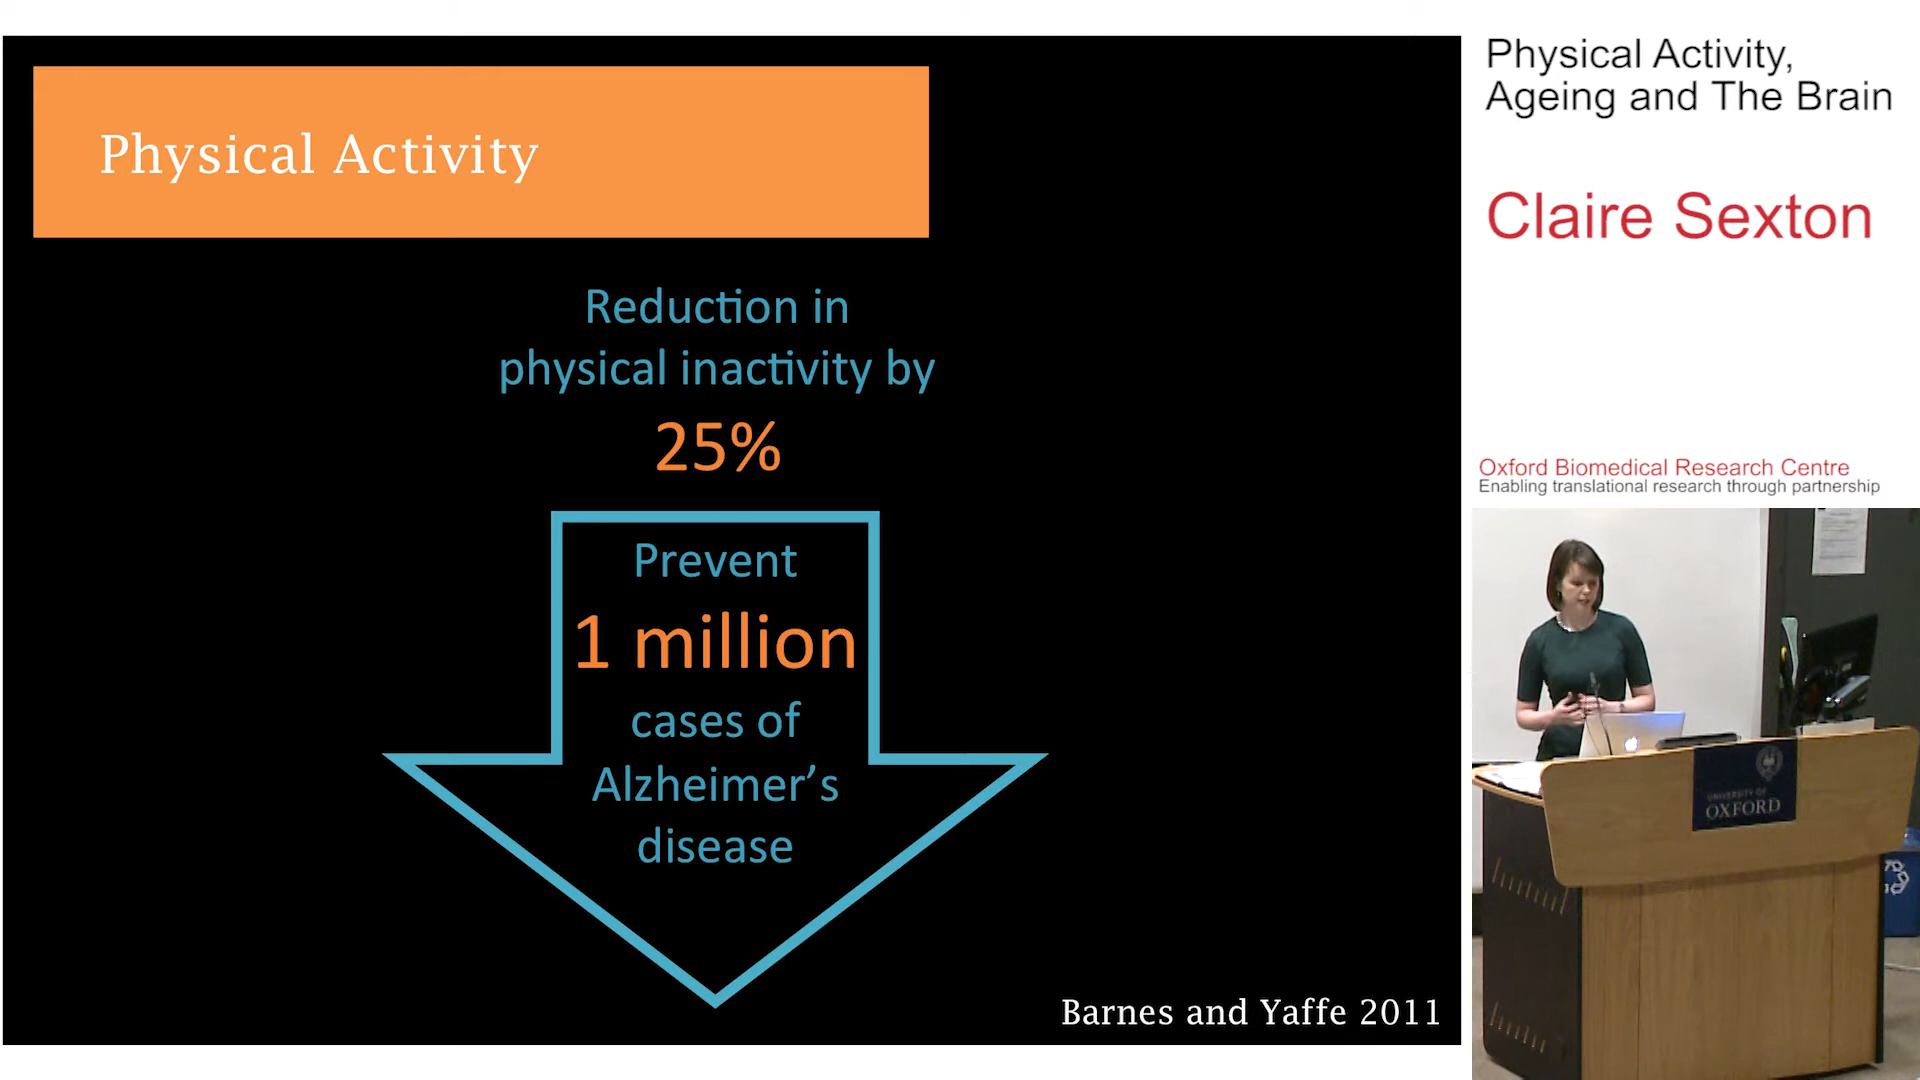 Physical Activity
Reduction in
physical inactivity by
25%
Prevent
1 million
cases of
Alzheimer's
disease
Barnes and Yaffe 2011
Physical Activity,
Ageing and The Brain
Claire Sexton
Oxford Biomedical Research Centre
Enabling translational research through partnership
UNIVERSITY OF
OXFORD